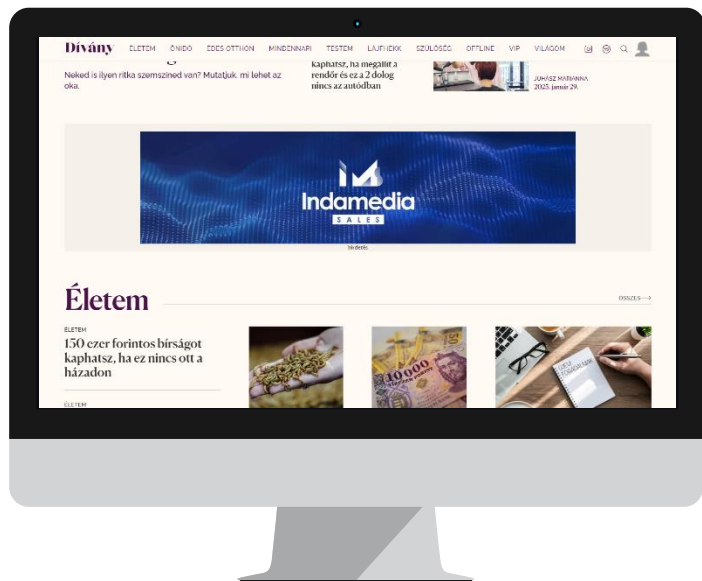 Dívány ÉLETEM ÖNIDŐ ÉDES OTTHON MINDENNAPI TESTEM LÁJFHEKK SZÜLŐSÉG OFFLINE VIP VILÁGOM
Neked is ilyen ritka szemszíned van? Mutatjuk, mi lehet az
oka.
kaphatsz, ha megállít a
rendőr és ez a 2 dolog
nincs az autódban
JUHÁSZ MARIANNA
2025. január 29.
Indamedia
SALES
hirdetés
Életem
ÖSSZES
ÉLETEM
150 ezer forintos bírságot
kaphatsz, ha ez nincs ott a
házadon
ÉLETEM
10000